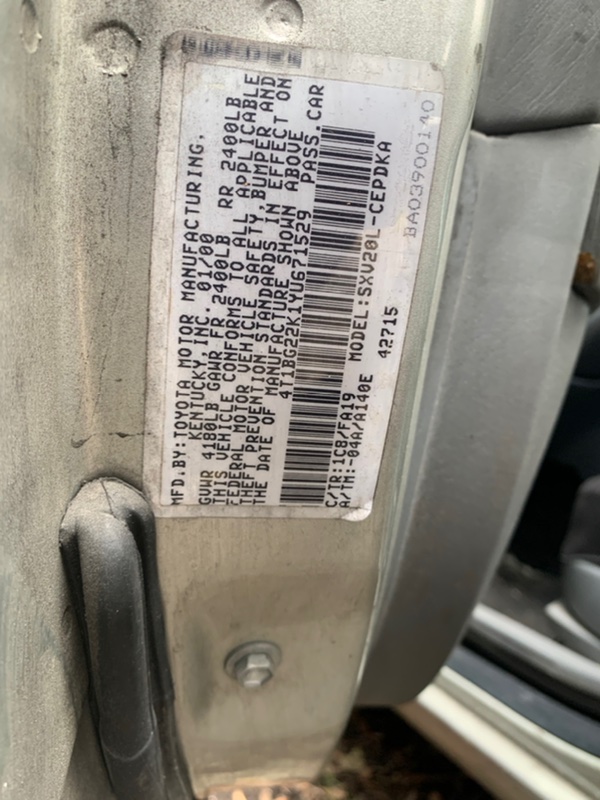 MFD.BY:TOYOTA MOTOR MANUFACTURING,
KENTUCKY,INC. 01/00
GVWR 4180LB GAWR FR 2400LB RR 2400LB
THIS VEHICLE CONFORMS TO ALL APPLICABLE
FEDERAL MOTOR VEHICLE SAFETY,BUMPER AND
THEFT PREVENTION STANDARDS IN EFFECT ON
THE DATE OF MANUFACTURE SHOWN ABOVE
4T1BG22K1YU671529 PASS.CAR
C/TR:1C8/FA19 MODEL:SXV20L-CEPDKA
A/TM:-04A/A140E 42715
BA03900140